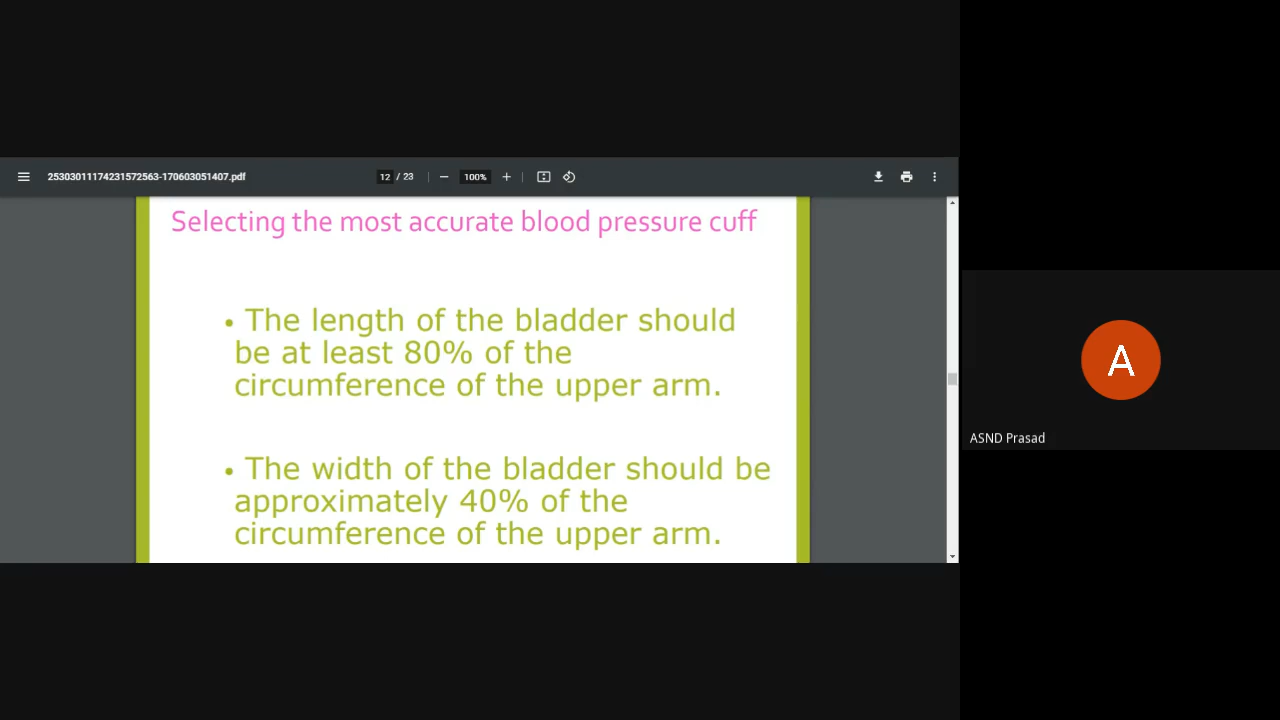 25303011174231572563-170603051407.pdf
12 / 23
100%
Selecting the most accurate blood pressure cuff
• The length of the bladder should
be at least 80% of the
circumference of the upper arm.
• The width of the bladder should be
approximately 40% of the
circumference of the upper arm.
A
ASND Prasad